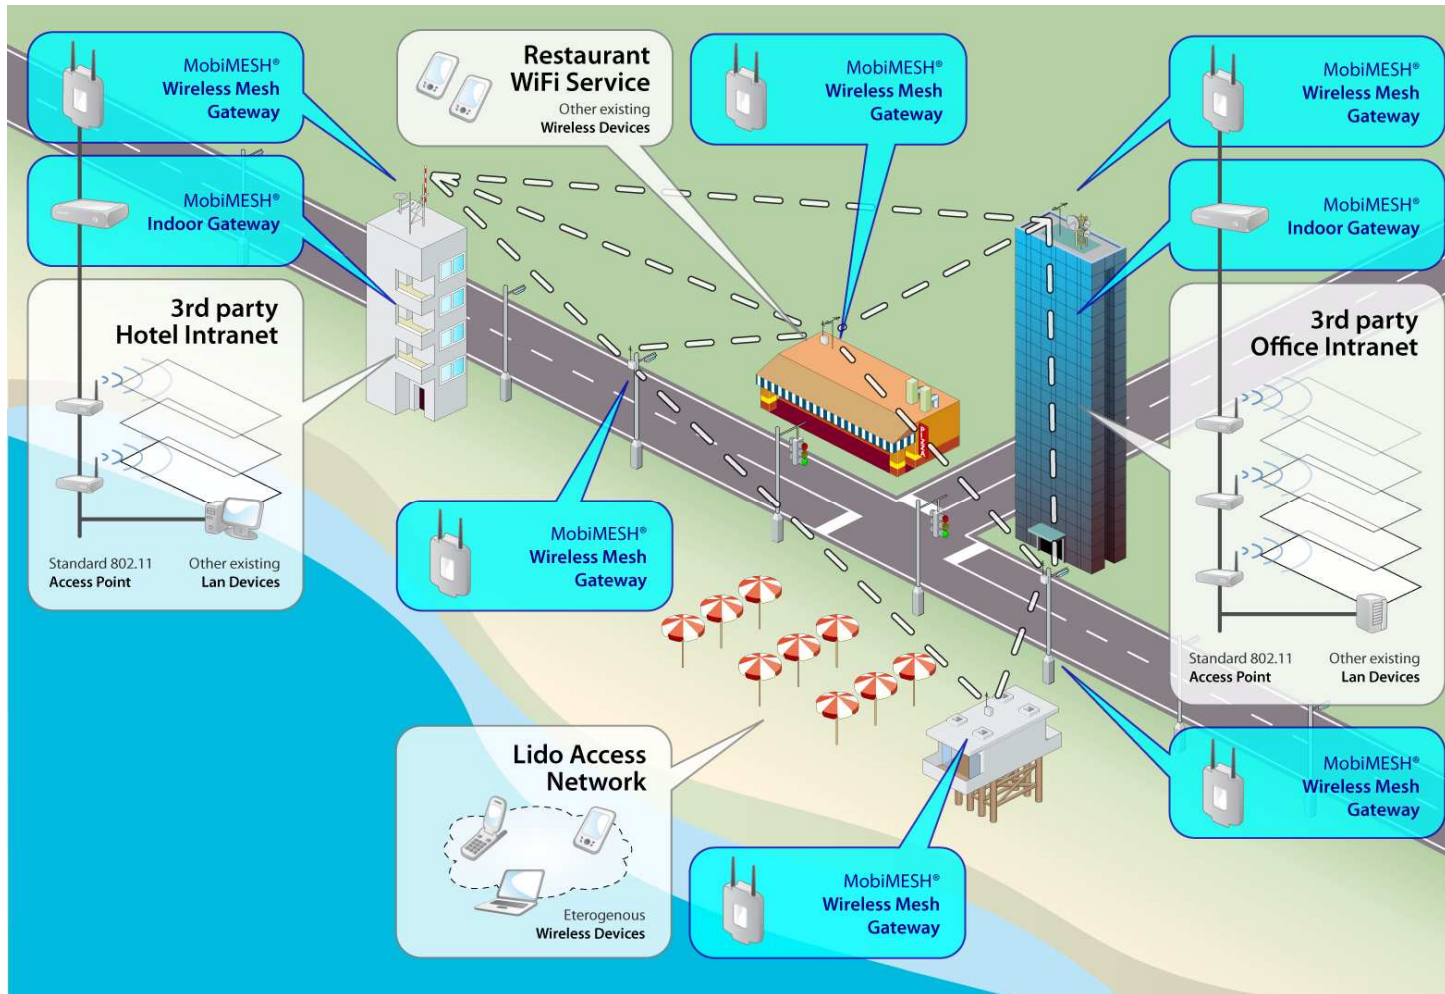 MobiMESH®
Wireless Mesh
Gateway
Restaurant
WiFi Service
Other existing
Wireless Devices
MobiMESH®
Wireless Mesh
Gateway
MobiMESH®
Wireless Mesh
Gateway
MobiMESH®
Indoor Gateway
MobiMESH®
Indoor Gateway
3rd party
Hotel Intranet
Standard 802.11
Access Point
Other existing
Lan Devices
3rd party
Office Intranet
Standard 802.11
Access Point
Other existing
Lan Devices
MobiMESH®
Wireless Mesh
Gateway
Lido Access
Network
Eterogenous
Wireless Devices
MobiMESH®
Wireless Mesh
Gateway
MobiMESH®
Wireless Mesh
Gateway